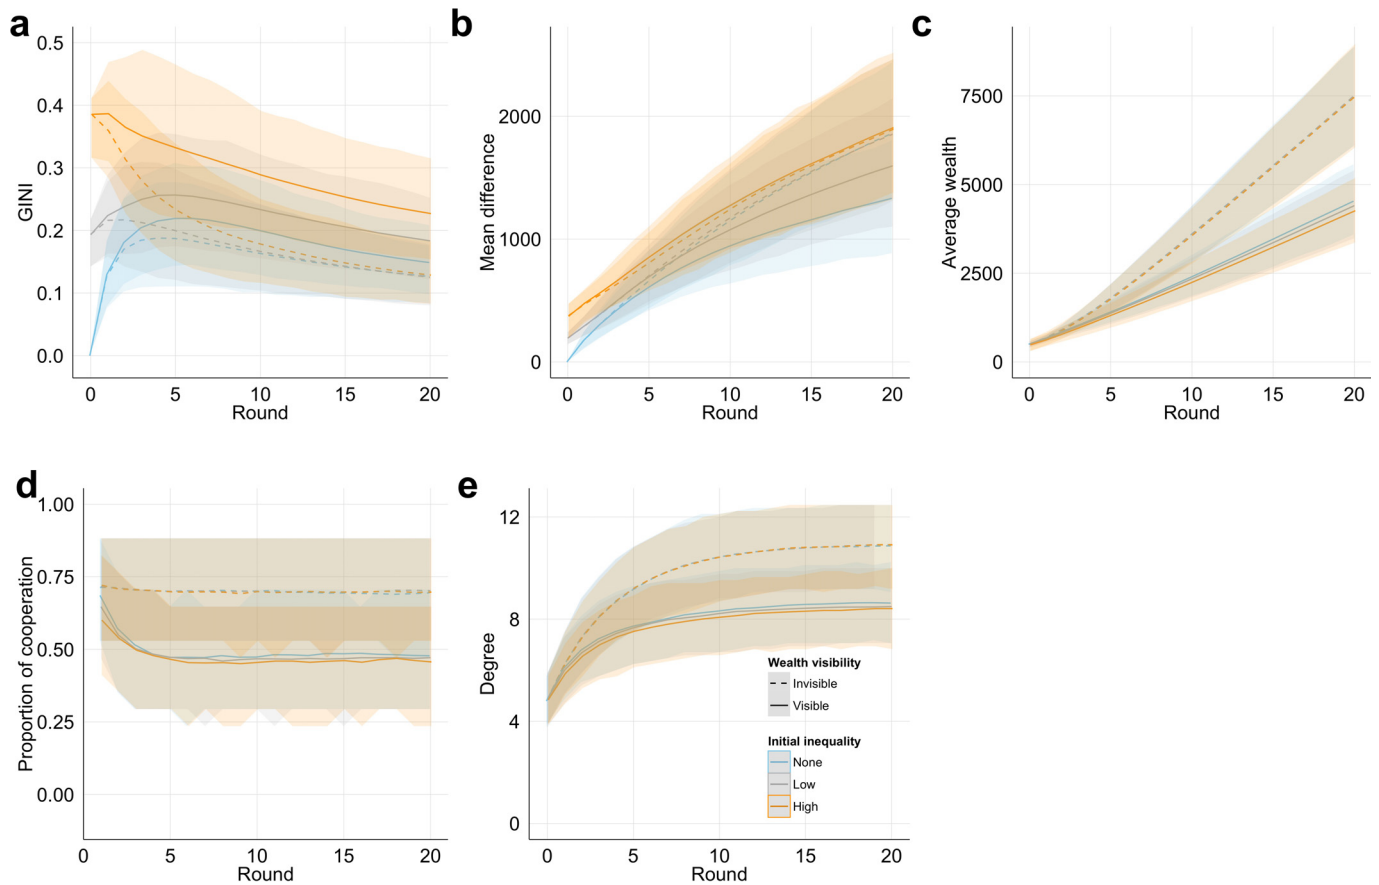 a
0.5
0.4
0.3
0.2
0.1
0.0
GINI
0 5 10 15 20
Round
b
2000
1000
0
Mean difference
0 5 10 15 20
Round
c
7500
5000
2500
0
Average wealth
0 5 10 15 20
Round
d
1.00
0.75
0.50
0.25
0.00
Proportion of cooperation
0 5 10 15 20
Round
e
12
8
4
0
Degree
0 5 10 15 20
Round
Wealth visibility
Invisible
Visible
Initial inequality
None
Low
High